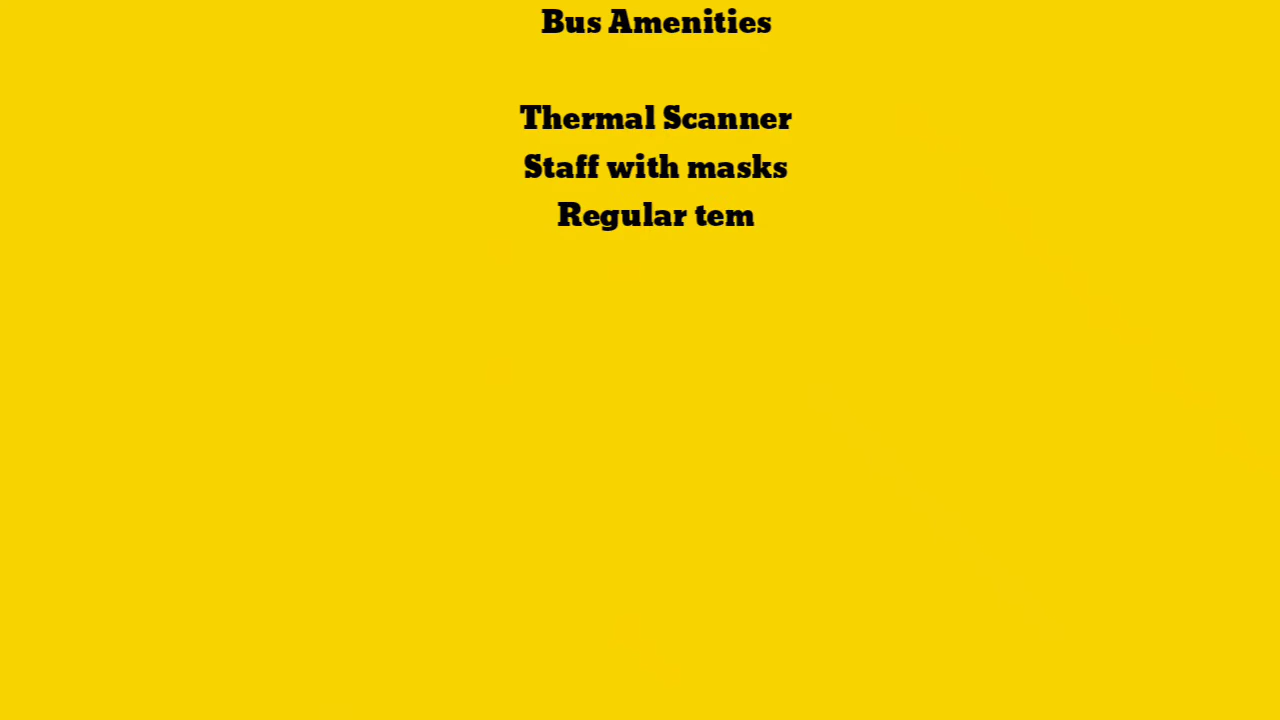 Bus Amenities
Thermal Scanner
Staff with masks
Regular tem